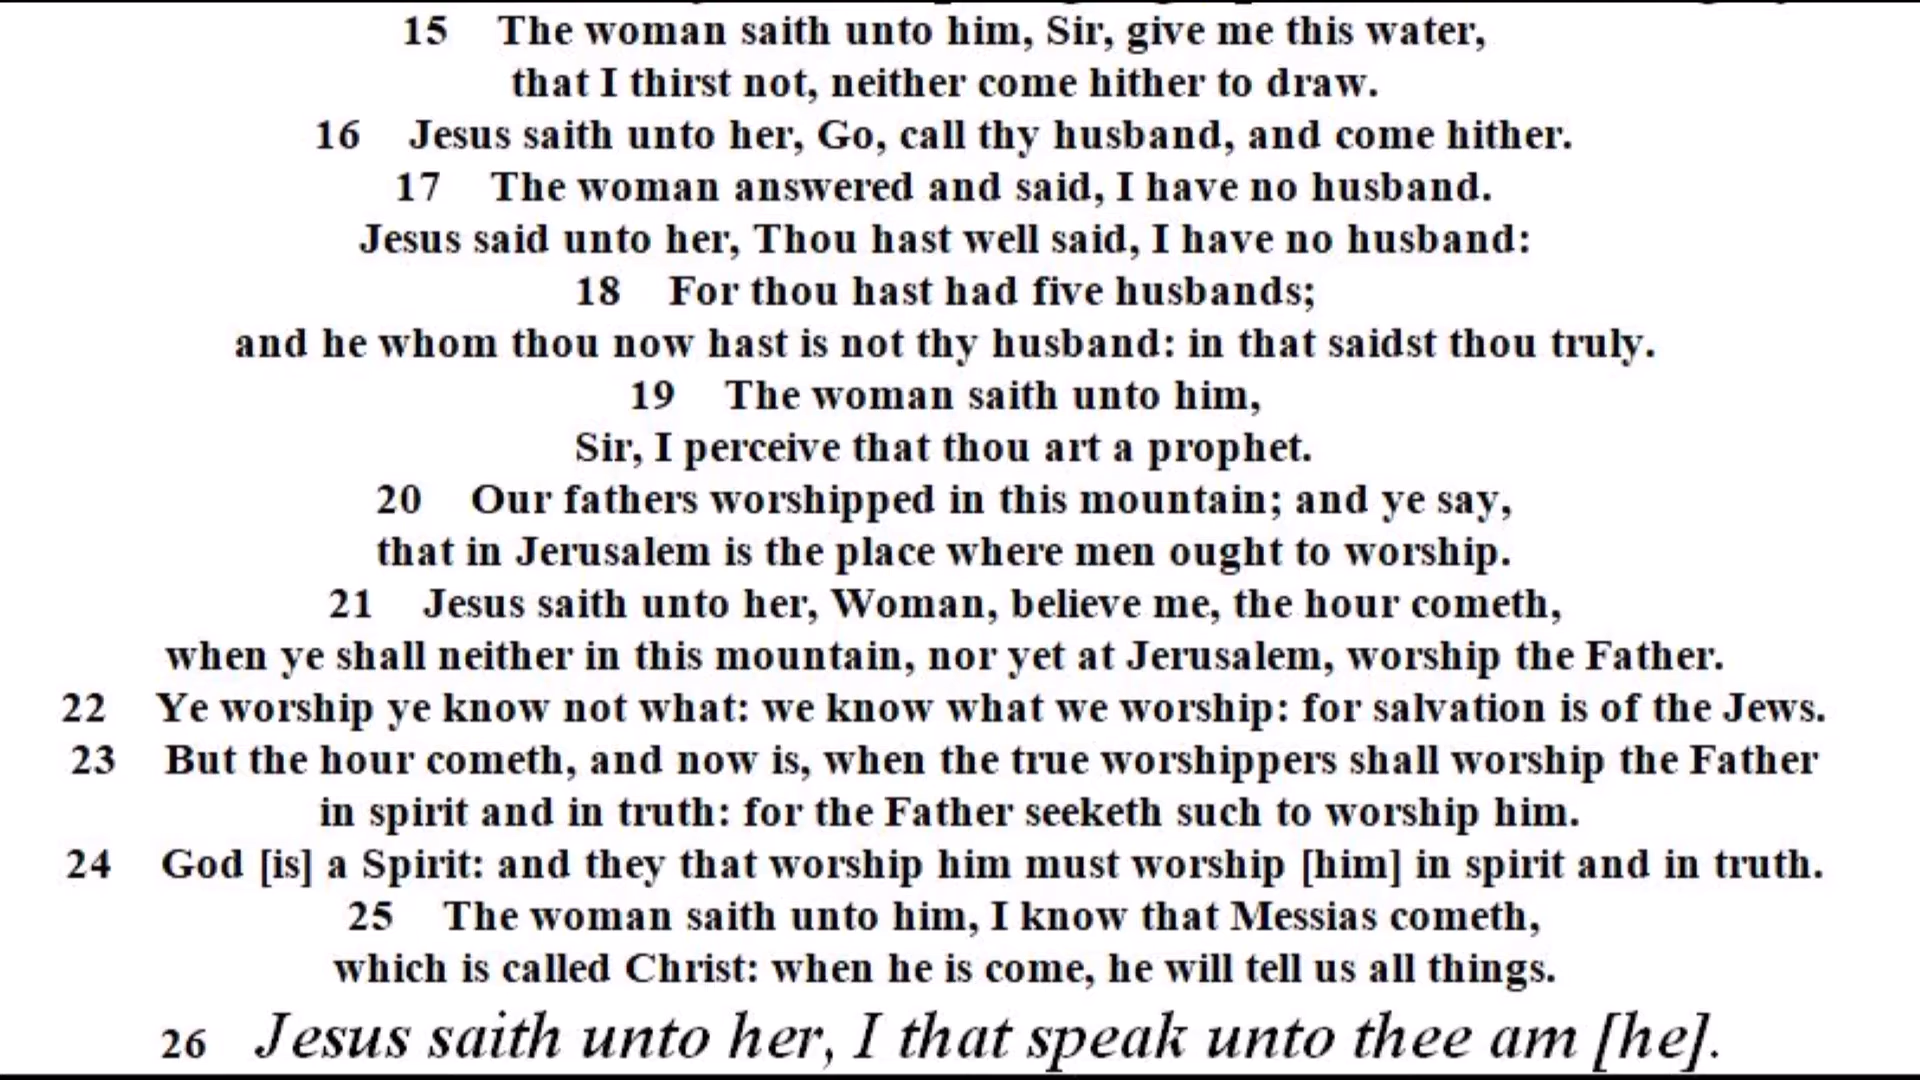 15 The woman saith unto him, Sir, give me this water,
that I thirst not, neither come hither to draw.
16 Jesus saith unto her, Go, call thy husband, and come hither.
17 The woman answered and said, I have no husband.
Jesus said unto her, Thou hast well said, I have no husband:
18 For thou hast had five husbands;
and he whom thou now hast is not thy husband: in that saidst thou truly.
19 The woman saith unto him,
Sir, I perceive that thou art a prophet.
20 Our fathers worshipped in this mountain; and ye say,
that in Jerusalem is the place where men ought to worship.
21 Jesus saith unto her, Woman, believe me, the hour cometh,
when ye shall neither in this mountain, nor yet at Jerusalem, worship the Father.
22 Ye worship ye know not what: we know what we worship: for salvation is of the Jews.
23 But the hour cometh, and now is, when the true worshippers shall worship the Father
in spirit and in truth: for the Father seeketh such to worship him.
24 God [is] a Spirit: and they that worship him must worship [him] in spirit and in truth.
25 The woman saith unto him, I know that Messias cometh,
which is called Christ: when he is come, he will tell us all things.
26 Jesus saith unto her, I that speak unto thee am [he].